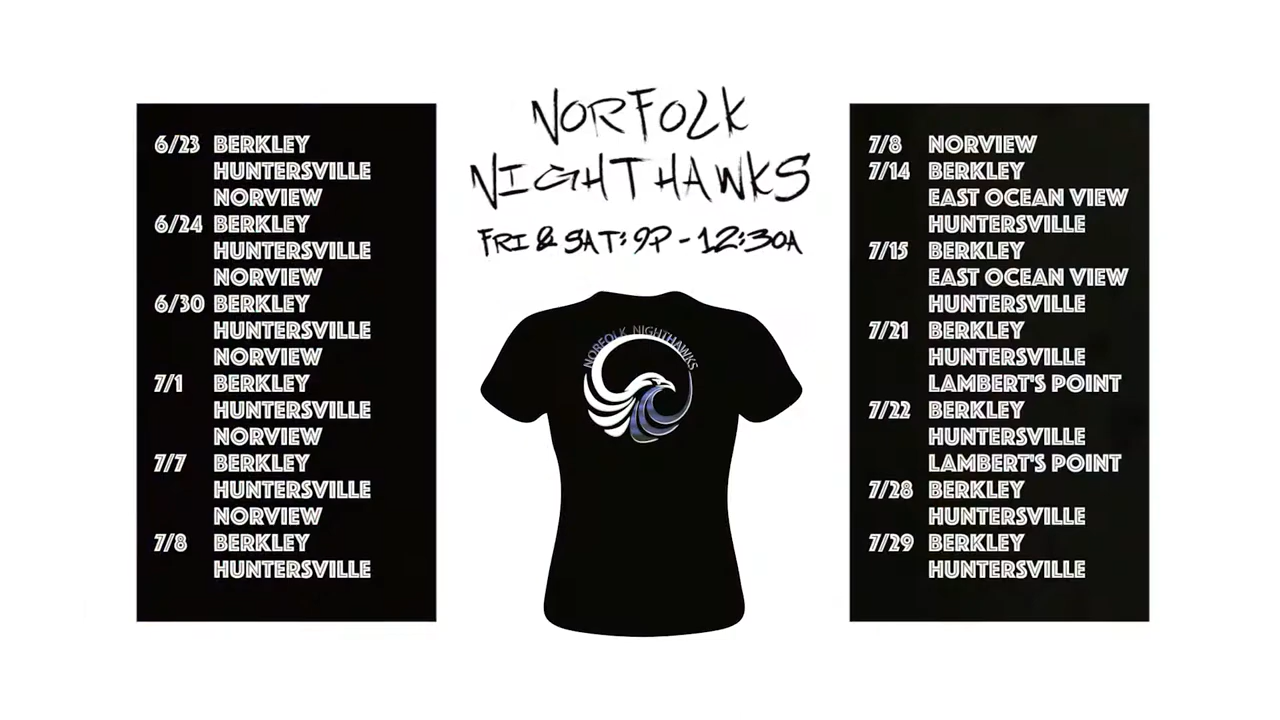 6/23 BERKLEY
HUNTERSVILLE
NORVIEW
6/24 BERKLEY
HUNTERSVILLE
NORVIEW
6/30 BERKLEY
HUNTERSVILLE
NORVIEW
7/1 BERKLEY
HUNTERSVILLE
NORVIEW
7/7 BERKLEY
HUNTERSVILLE
NORVIEW
7/8 BERKLEY
HUNTERSVILLE
NORFOLK
NIGHTHAWKS
FRI & SAT: 9P - 12:30A
NORFOLK NIGHTHAWKS
7/8 NORVIEW
7/14 BERKLEY
EAST OCEAN VIEW
HUNTERSVILLE
7/15 BERKLEY
EAST OCEAN VIEW
HUNTERSVILLE
7/21 BERKLEY
HUNTERSVILLE
LAMBERT'S POINT
7/22 BERKLEY
HUNTERSVILLE
LAMBERT'S POINT
7/28 BERKLEY
HUNTERSVILLE
7/29 BERKLEY
HUNTERSVILLE